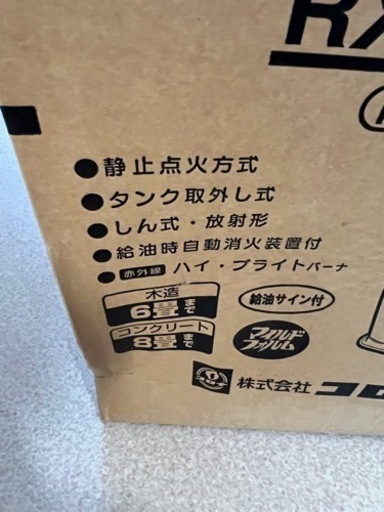 RX
●静止点火方式
●タンク取外し式
●しん式・放射形
●給油時自動消火装置付
●赤外線 ハイ・ブライトバーナ
木造
6畳まで
給油サイン付
コンクリート
8畳まで
マイルド
フォルム
株式会社コロ